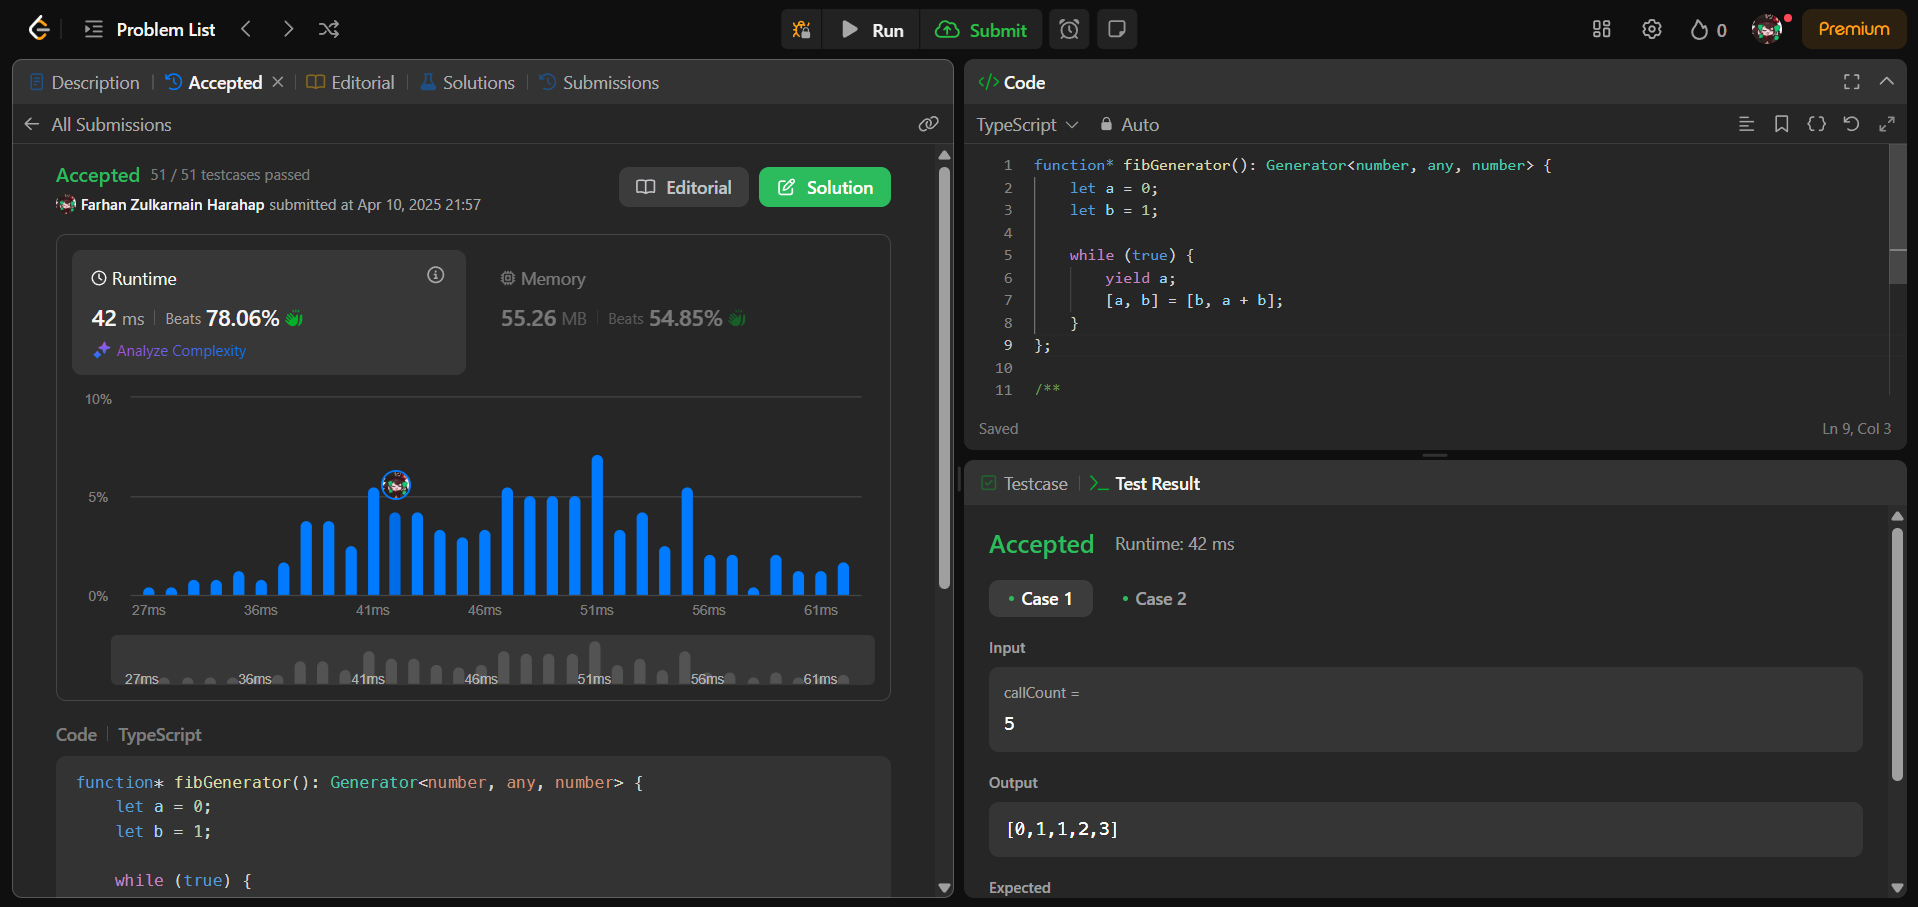 Problem List
Run
Submit
0
Premium
Description
Accepted
Editorial
Solutions
Submissions
All Submissions
Accepted 51 / 51 testcases passed
Farhan Zulkarnain Harahap submitted at Apr 10, 2025 21:57
Editorial
Solution
Runtime
42 ms Beats 78.06%
Analyze Complexity
Memory
55.26 MB Beats 54.85%
10%
5%
0%
27ms 36ms 41ms 46ms 51ms 56ms 61ms
27ms 36ms 41ms 46ms 51ms 56ms 61ms
Code TypeScript
function* fibGenerator(): Generator<number, any, number> {
let a = 0;
let b = 1;
while (true) {
</> Code
TypeScript Auto
1 function* fibGenerator(): Generator<number, any, number> {
2 let a = 0;
3 let b = 1;
4
5 while (true) {
6 yield a;
7 [a, b] = [b, a + b];
8 }
9 };
10
11 /**
Saved
Ln 9, Col 3
Testcase
Test Result
Accepted Runtime: 42 ms
Case 1
Case 2
Input
callCount =
5
Output
[0,1,1,2,3]
Expected